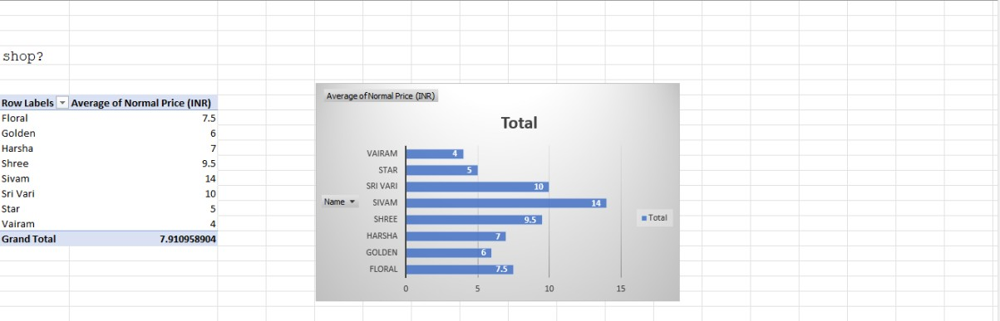 shop?
Row Labels Average of Normal Price (INR)
Floral 7.5
Golden 6
Harsha 7
Shree 9.5
Sivam 14
Sri Vari 10
Star 5
Vairam 4
Grand Total 7.910958904
Average of Normal Price (INR)
Total
VAIRAM 4
STAR 5
SRI VARI 10
Name
SIVAM 14
SHREE 9.5
HARSHA 7
GOLDEN 6
FLORAL 7.5
Total
0 5 10 15